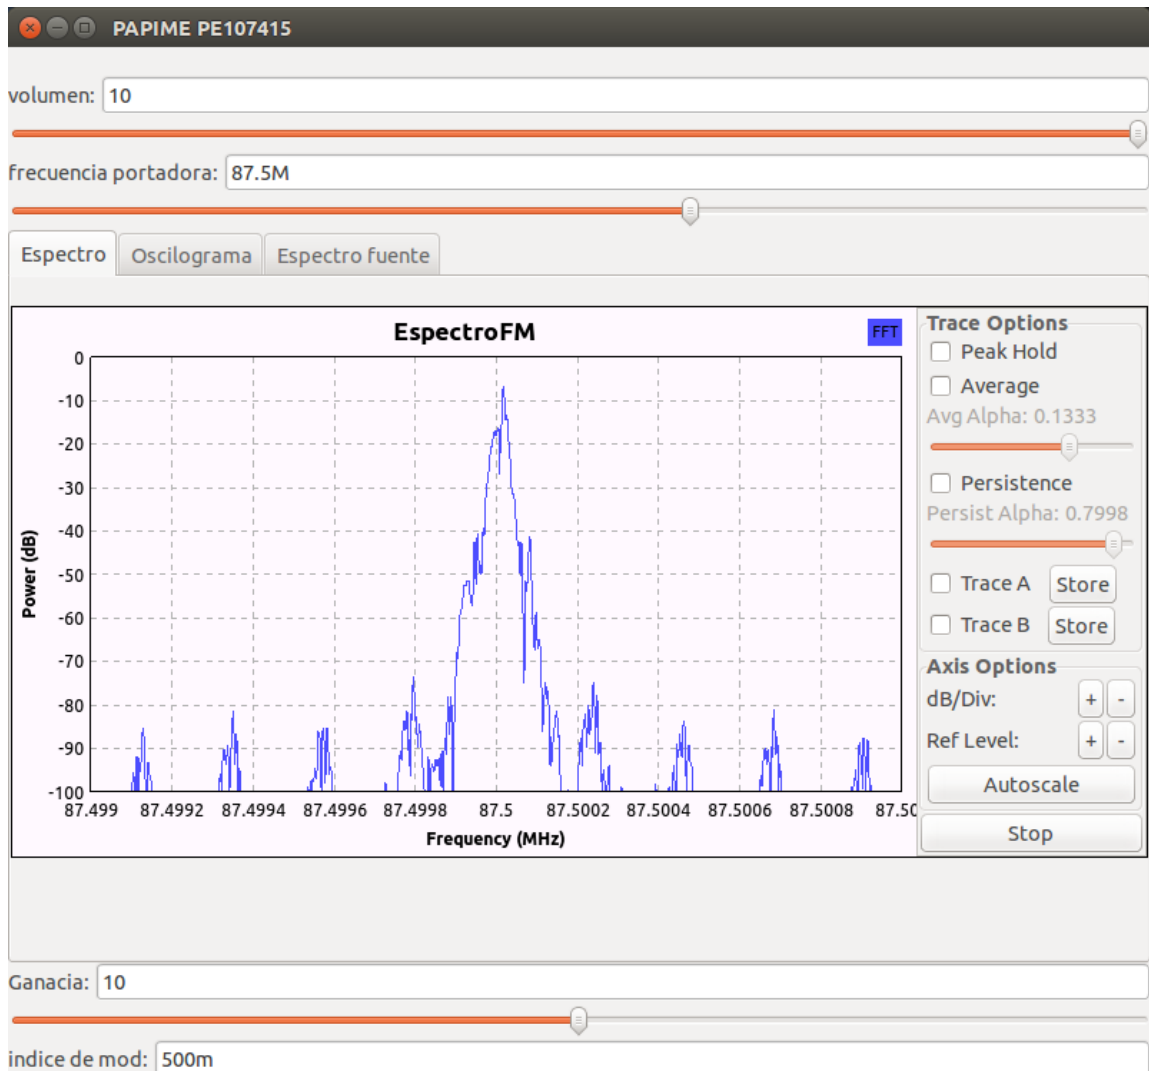 PAPIME PE107415
volumen: 10
frecuencia portadora: 87.5M
Espectro Oscilograma Espectro fuente
EspectroFM FFT
Power (dB)
0
-10
-20
-30
-40
-50
-60
-70
-80
-90
-100
87.499 87.4992 87.4994 87.4996 87.4998 87.5 87.5002 87.5004 87.5006 87.5008 87.50
Frequency (MHz)
Trace Options
Peak Hold
Average
Avg Alpha: 0.1333
Persistence
Persist Alpha: 0.7998
Trace A Store
Trace B Store
Axis Options
dB/Div: + -
Ref Level: + -
Autoscale
Stop
Ganacia: 10
indice de mod: 500m